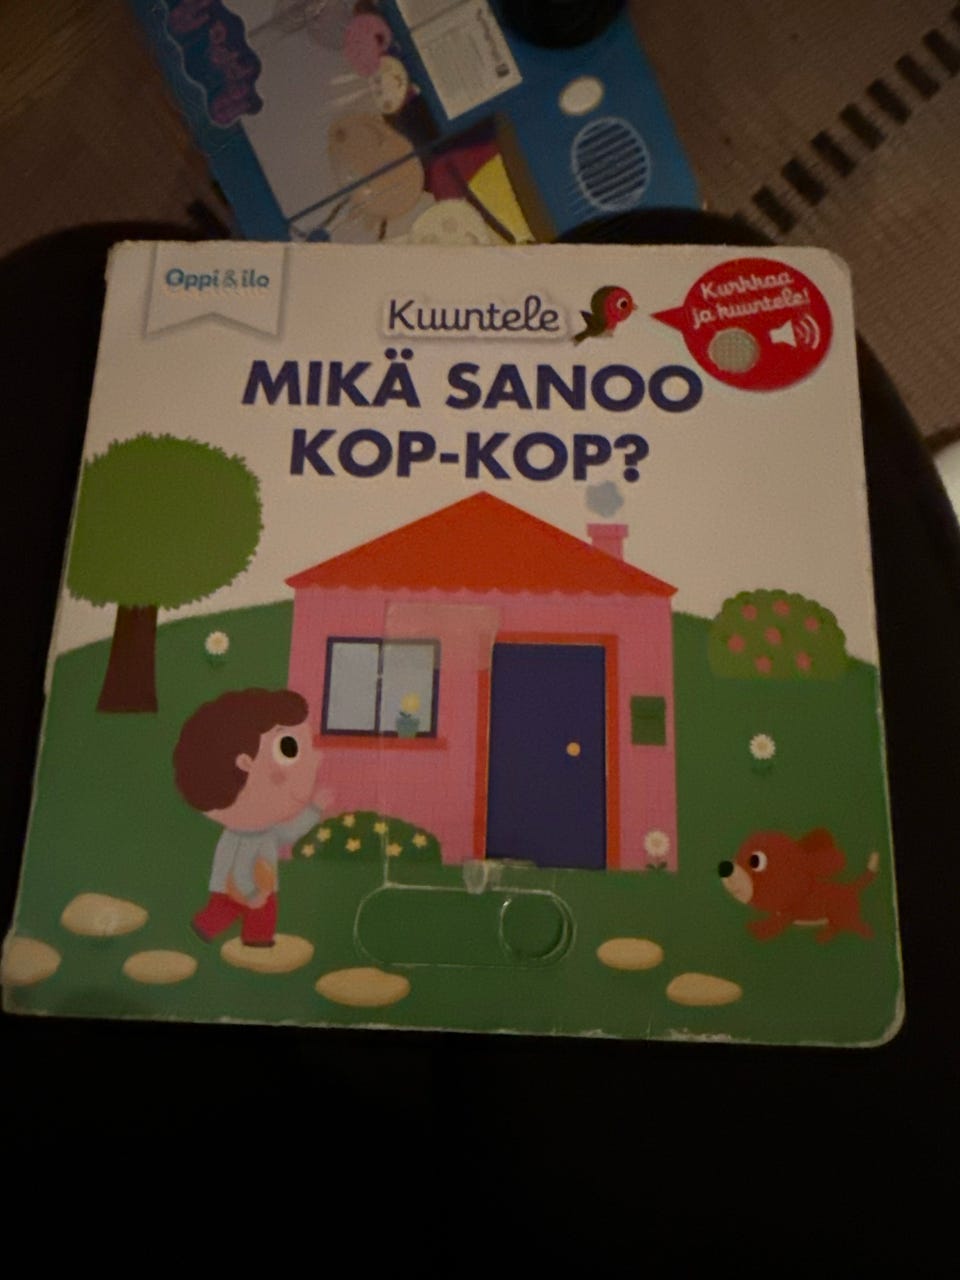 Oppi & ilo
Kuuntele
Kurkkaa
ja kuuntele!
MIKÄ SANOO
KOP-KOP?